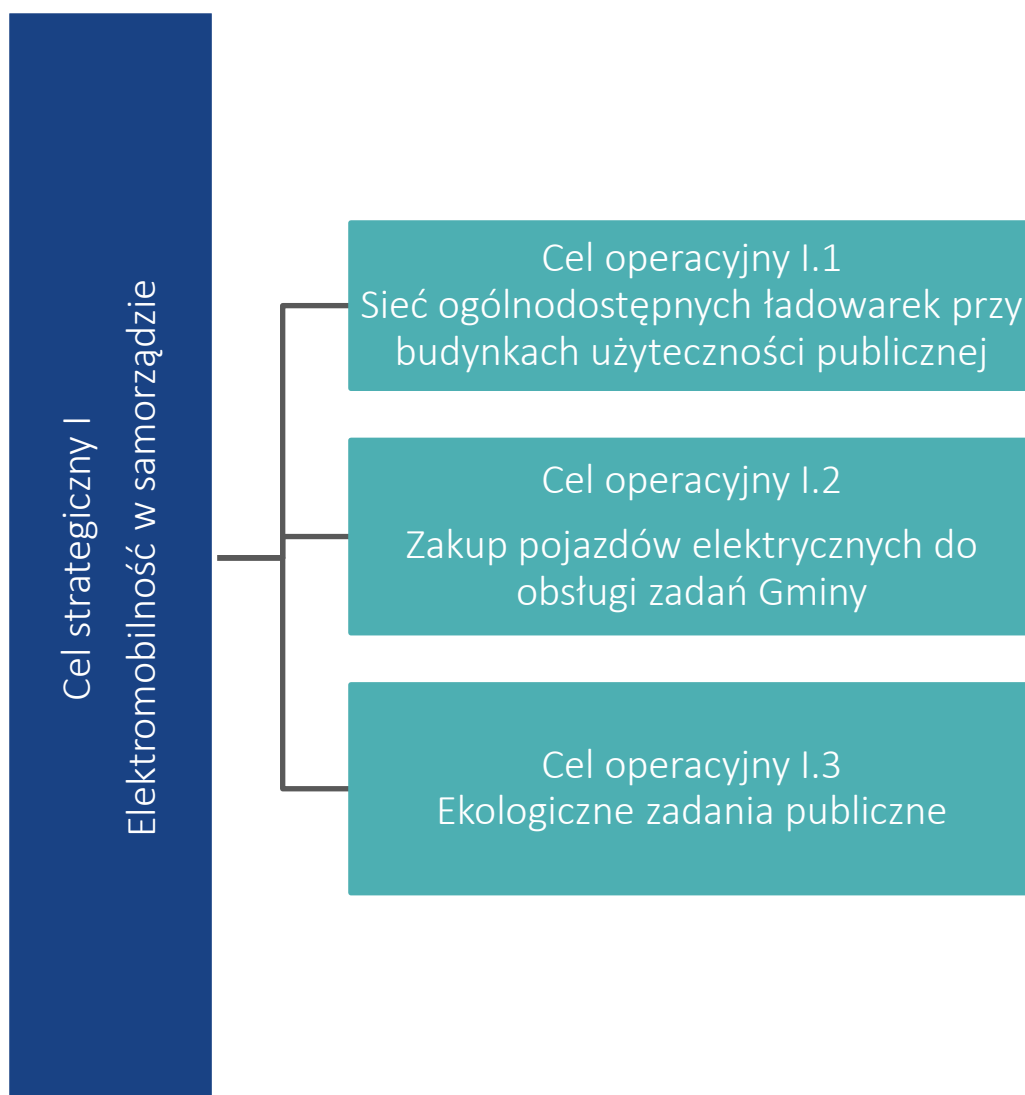 Cel strategiczny I
Elektromobilność w samorządzie
Cel operacyjny I.1
Sieć ogólnodostępnych ładowarek przy
budynkach użyteczności publicznej
Cel operacyjny I.2
Zakup pojazdów elektrycznych do
obsługi zadań Gminy
Cel operacyjny I.3
Ekologiczne zadania publiczne